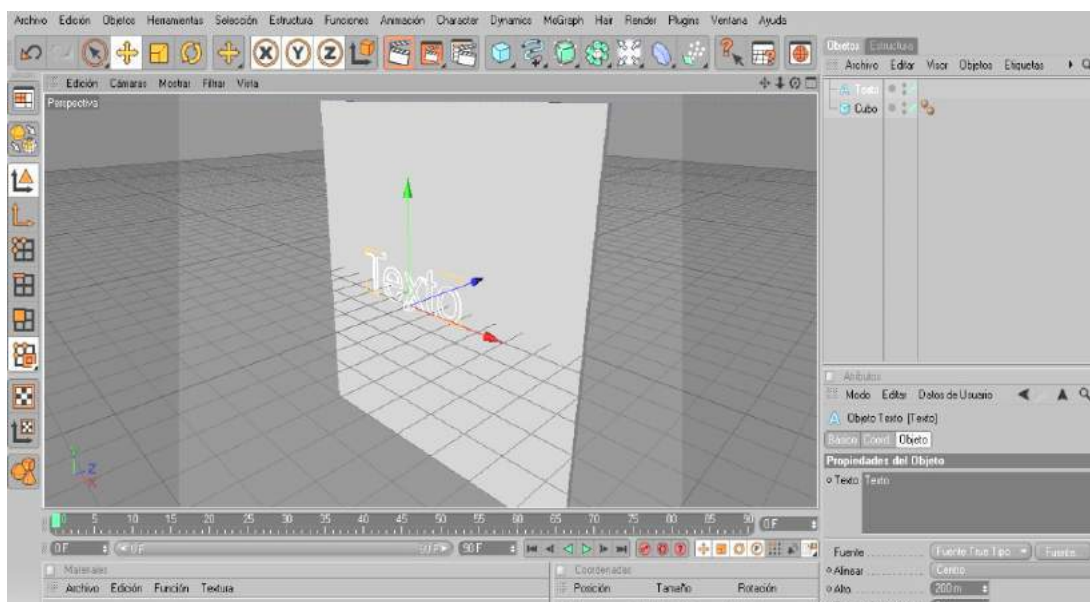 Archivo Edición Objetos Herramientas Selección Estructura Funciones Animación Character Dynamics MoGraph Hair Render Plugins Ventana Ayuda
Objetos Estructura
Archivo Editar Visor Objetos Etiquetas
Edición Cámaras Mostrar Filtrar Vista
Perspectiva
Texto
Cubo
Texto
Y
Z
X
Atributos
Modo Editar Datos de Usuario
Objeto Texto [Texto]
Básico Coord. Objeto
Propiedades del Objeto
Texto Texto
0 5 10 15 20 25 30 35 40 45 50 55 60 65 70 75 80 85 90 0 F
0 F 0 F 90 F 90 F
Fuente Fuente True Tipo Fuente
Alinear Centro
Alto 200 m
Materiales
Archivo Edición Función Textura
Coordenadas
Posición Tamaño Rotación